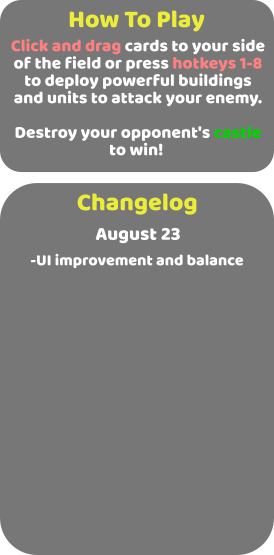 How To Play
Click and drag cards to your side
of the field or press hotkeys 1-8
to deploy powerful buildings
and units to attack your enemy.
Destroy your opponent's castle
to win!
Changelog
August 23
-UI improvement and balance